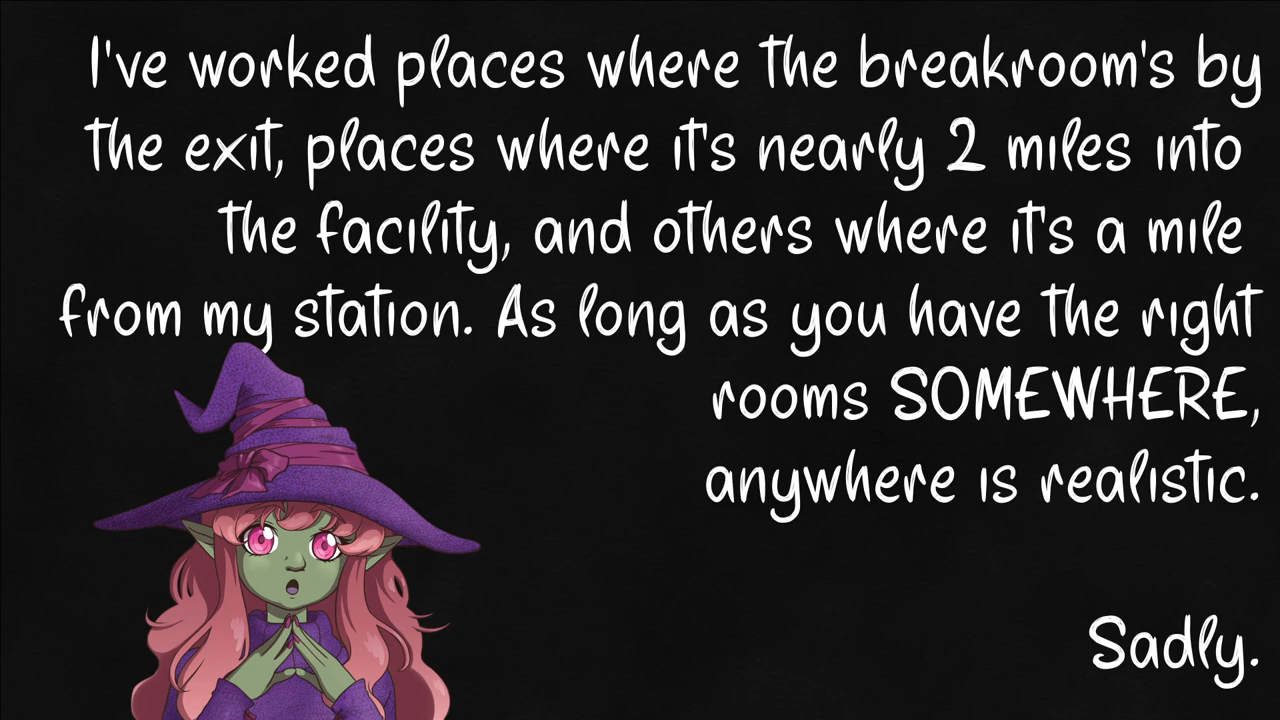 I've worked places where the breakroom's by
the exit, places where it's nearly 2 miles into
the facility, and others where it's a mile
from my station. As long as you have the right
rooms SOMEWHERE,
anywhere is realistic.
Sadly.